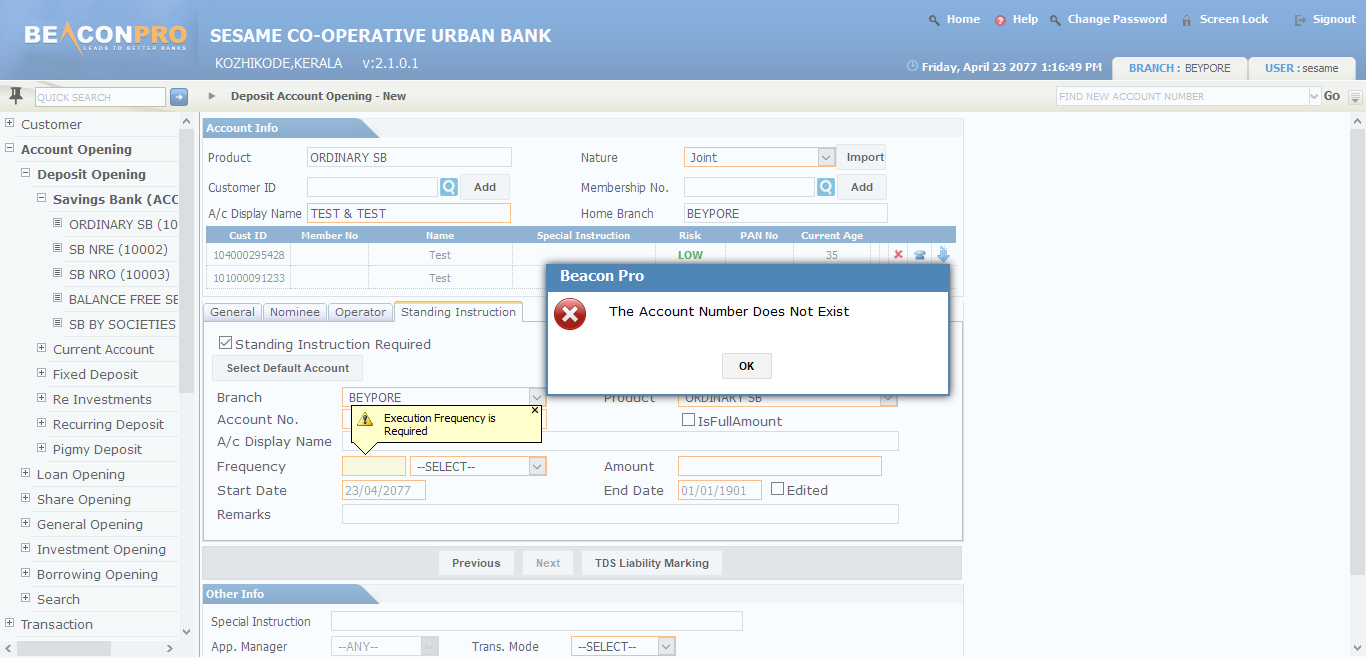 BEACONPRO
LEADS TO BETTER BANKS
SESAME CO-OPERATIVE URBAN BANK
KOZHIKODE,KERALA v:2.1.0.1
Home Help Change Password Screen Lock Signout
Friday, April 23 2077 1:16:49 PM BRANCH : BEYPORE USER : sesame
QUICK SEARCH Deposit Account Opening - New FIND NEW ACCOUNT NUMBER Go
Customer
Account Opening
Deposit Opening
Savings Bank (ACC
ORDINARY SB (10
SB NRE (10002)
SB NRO (10003)
BALANCE FREE SE
SB BY SOCIETIES
Current Account
Fixed Deposit
Re Investments
Recurring Deposit
Pigmy Deposit
Loan Opening
Share Opening
General Opening
Investment Opening
Borrowing Opening
Search
Transaction
Account Info
Product ORDINARY SB Nature Joint Import
Customer ID Add Membership No. Add
A/c Display Name TEST & TEST Home Branch BEYPORE
Cust ID Member No Name Special Instruction Risk PAN No Current Age
104000295428 Test LOW 35
101000091233 Test
Beacon Pro
The Account Number Does Not Exist
OK
General Nominee Operator Standing Instruction
Standing Instruction Required
Select Default Account
Branch BEYPORE Product ORDINARY SB
Account No. IsFullAmount
Execution Frequency is
Required
A/c Display Name
Frequency --SELECT-- Amount
Start Date 23/04/2077 End Date 01/01/1901 Edited
Remarks
Previous Next TDS Liability Marking
Other Info
Special Instruction
App. Manager --ANY-- Trans. Mode --SELECT--